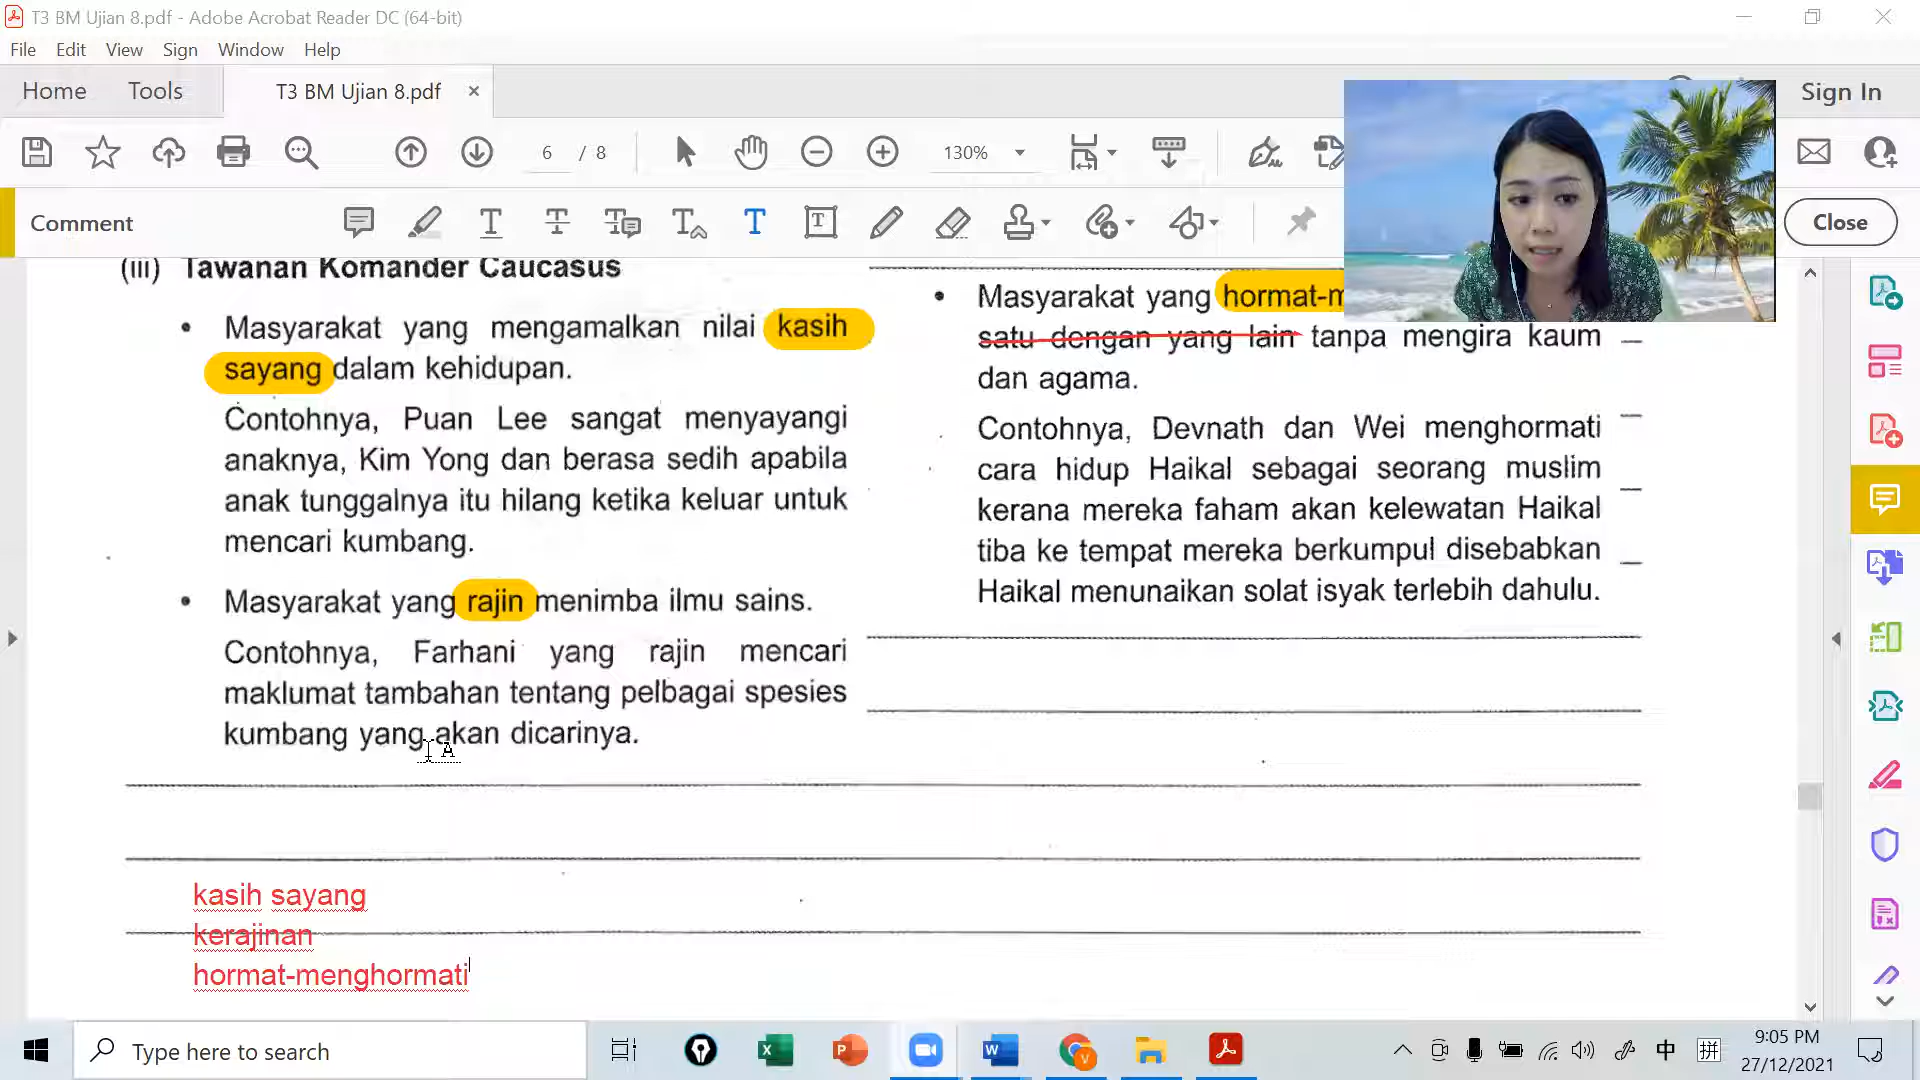 T3 BM Ujian 8.pdf - Adobe Acrobat Reader DC (64-bit)
File Edit View Sign Window Help
Home Tools T3 BM Ujian 8.pdf × Sign In
6 / 8 130%
Comment Close
(iii) Tawanan Komander Caucasus
• Masyarakat yang mengamalkan nilai kasih
sayang dalam kehidupan.
Contohnya, Puan Lee sangat menyayangi
anaknya, Kim Yong dan berasa sedih apabila
anak tunggalnya itu hilang ketika keluar untuk
mencari kumbang.
• Masyarakat yang rajin menimba ilmu sains.
Contohnya, Farhani yang rajin mencari
maklumat tambahan tentang pelbagai spesies
kumbang yang akan dicarinya.
• Masyarakat yang hormat-m
satu dengan yang lain tanpa mengira kaum
dan agama.
Contohnya, Devnath dan Wei menghormati
cara hidup Haikal sebagai seorang muslim
kerana mereka faham akan kelewatan Haikal
tiba ke tempat mereka berkumpul disebabkan
Haikal menunaikan solat isyak terlebih dahulu.
kasih sayang
kerajinan
hormat-menghormati
Type here to search
中 拼 9:05 PM
27/12/2021